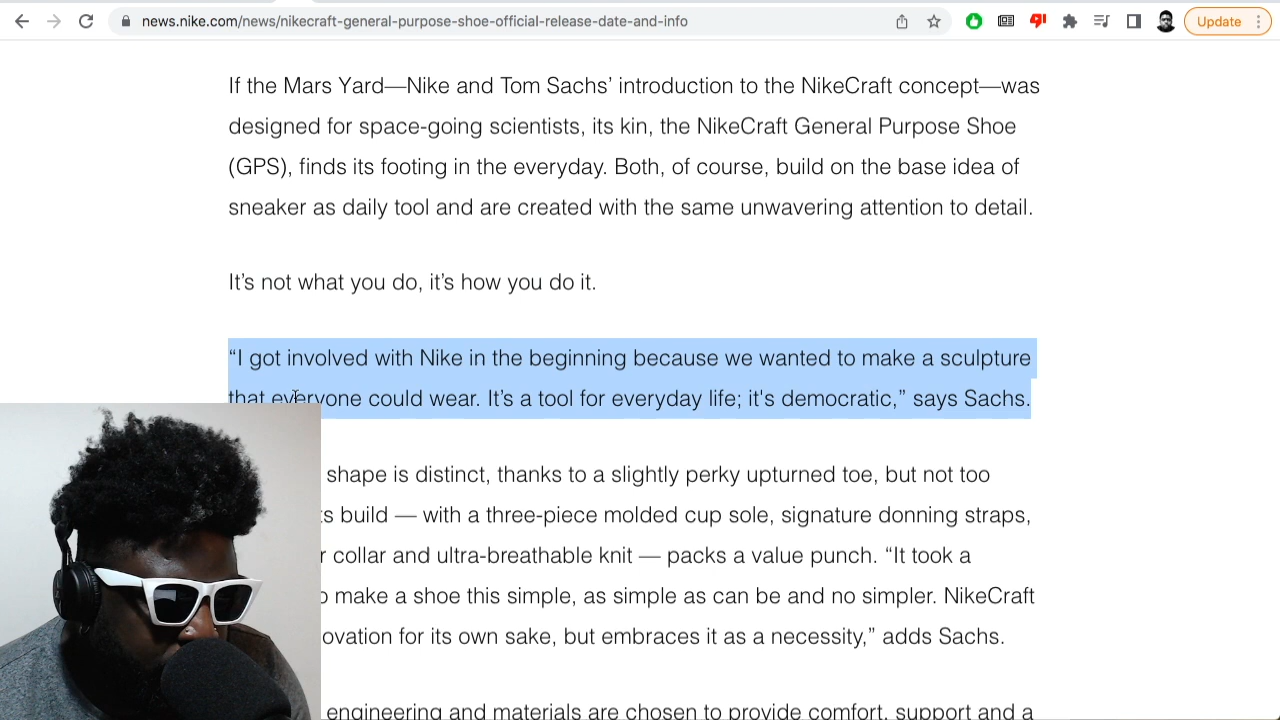 news.nike.com/news/nikecraft-general-purpose-shoe-official-release-date-and-info
Update
If the Mars Yard—Nike and Tom Sachs’ introduction to the NikeCraft concept—was
designed for space-going scientists, its kin, the NikeCraft General Purpose Shoe
(GPS), finds its footing in the everyday. Both, of course, build on the base idea of
sneaker as daily tool and are created with the same unwavering attention to detail.
It’s not what you do, it’s how you do it.
“I got involved with Nike in the beginning because we wanted to make a sculpture
that everyone could wear. It’s a tool for everyday life; it's democratic,” says Sachs.
shape is distinct, thanks to a slightly perky upturned toe, but not too
build — with a three-piece molded cup sole, signature donning straps,
collar and ultra-breathable knit — packs a value punch. “It took a
make a shoe this simple, as simple as can be and no simpler. NikeCraft
for its own sake, but embraces it as a necessity,” adds Sachs.
engineering and materials are chosen to provide comfort, support and a